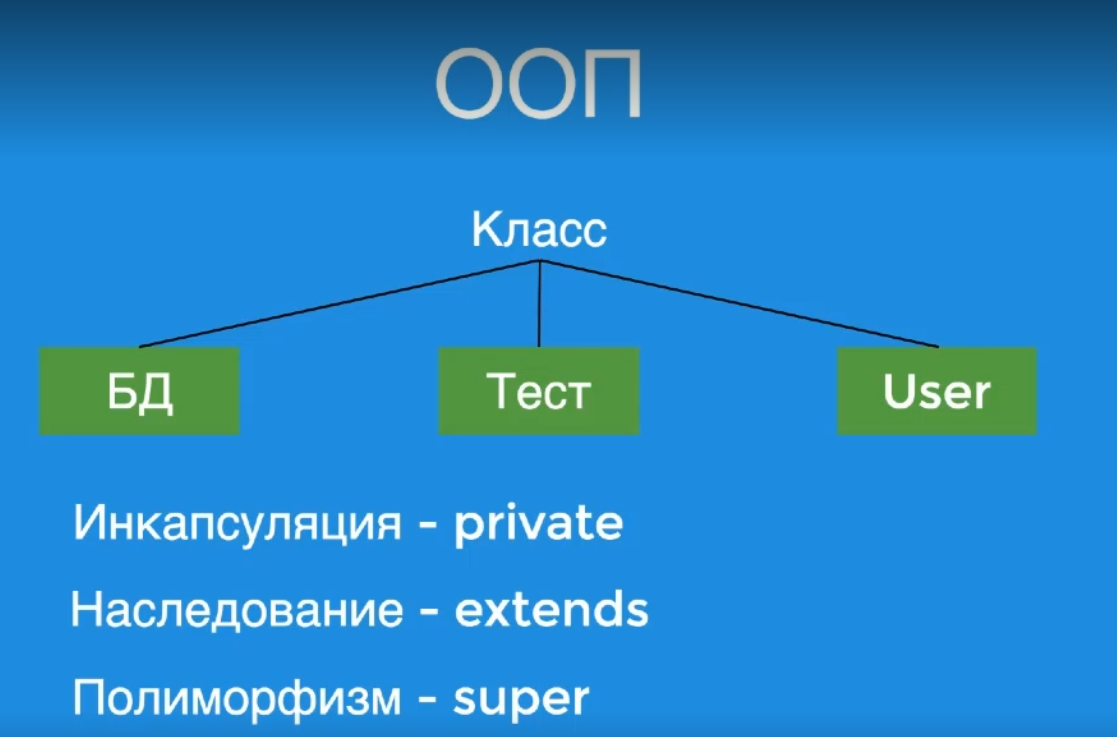 ООП
Класс
БД
Тест
User
Инкапсуляция - private
Наследование - extends
Полиморфизм - super